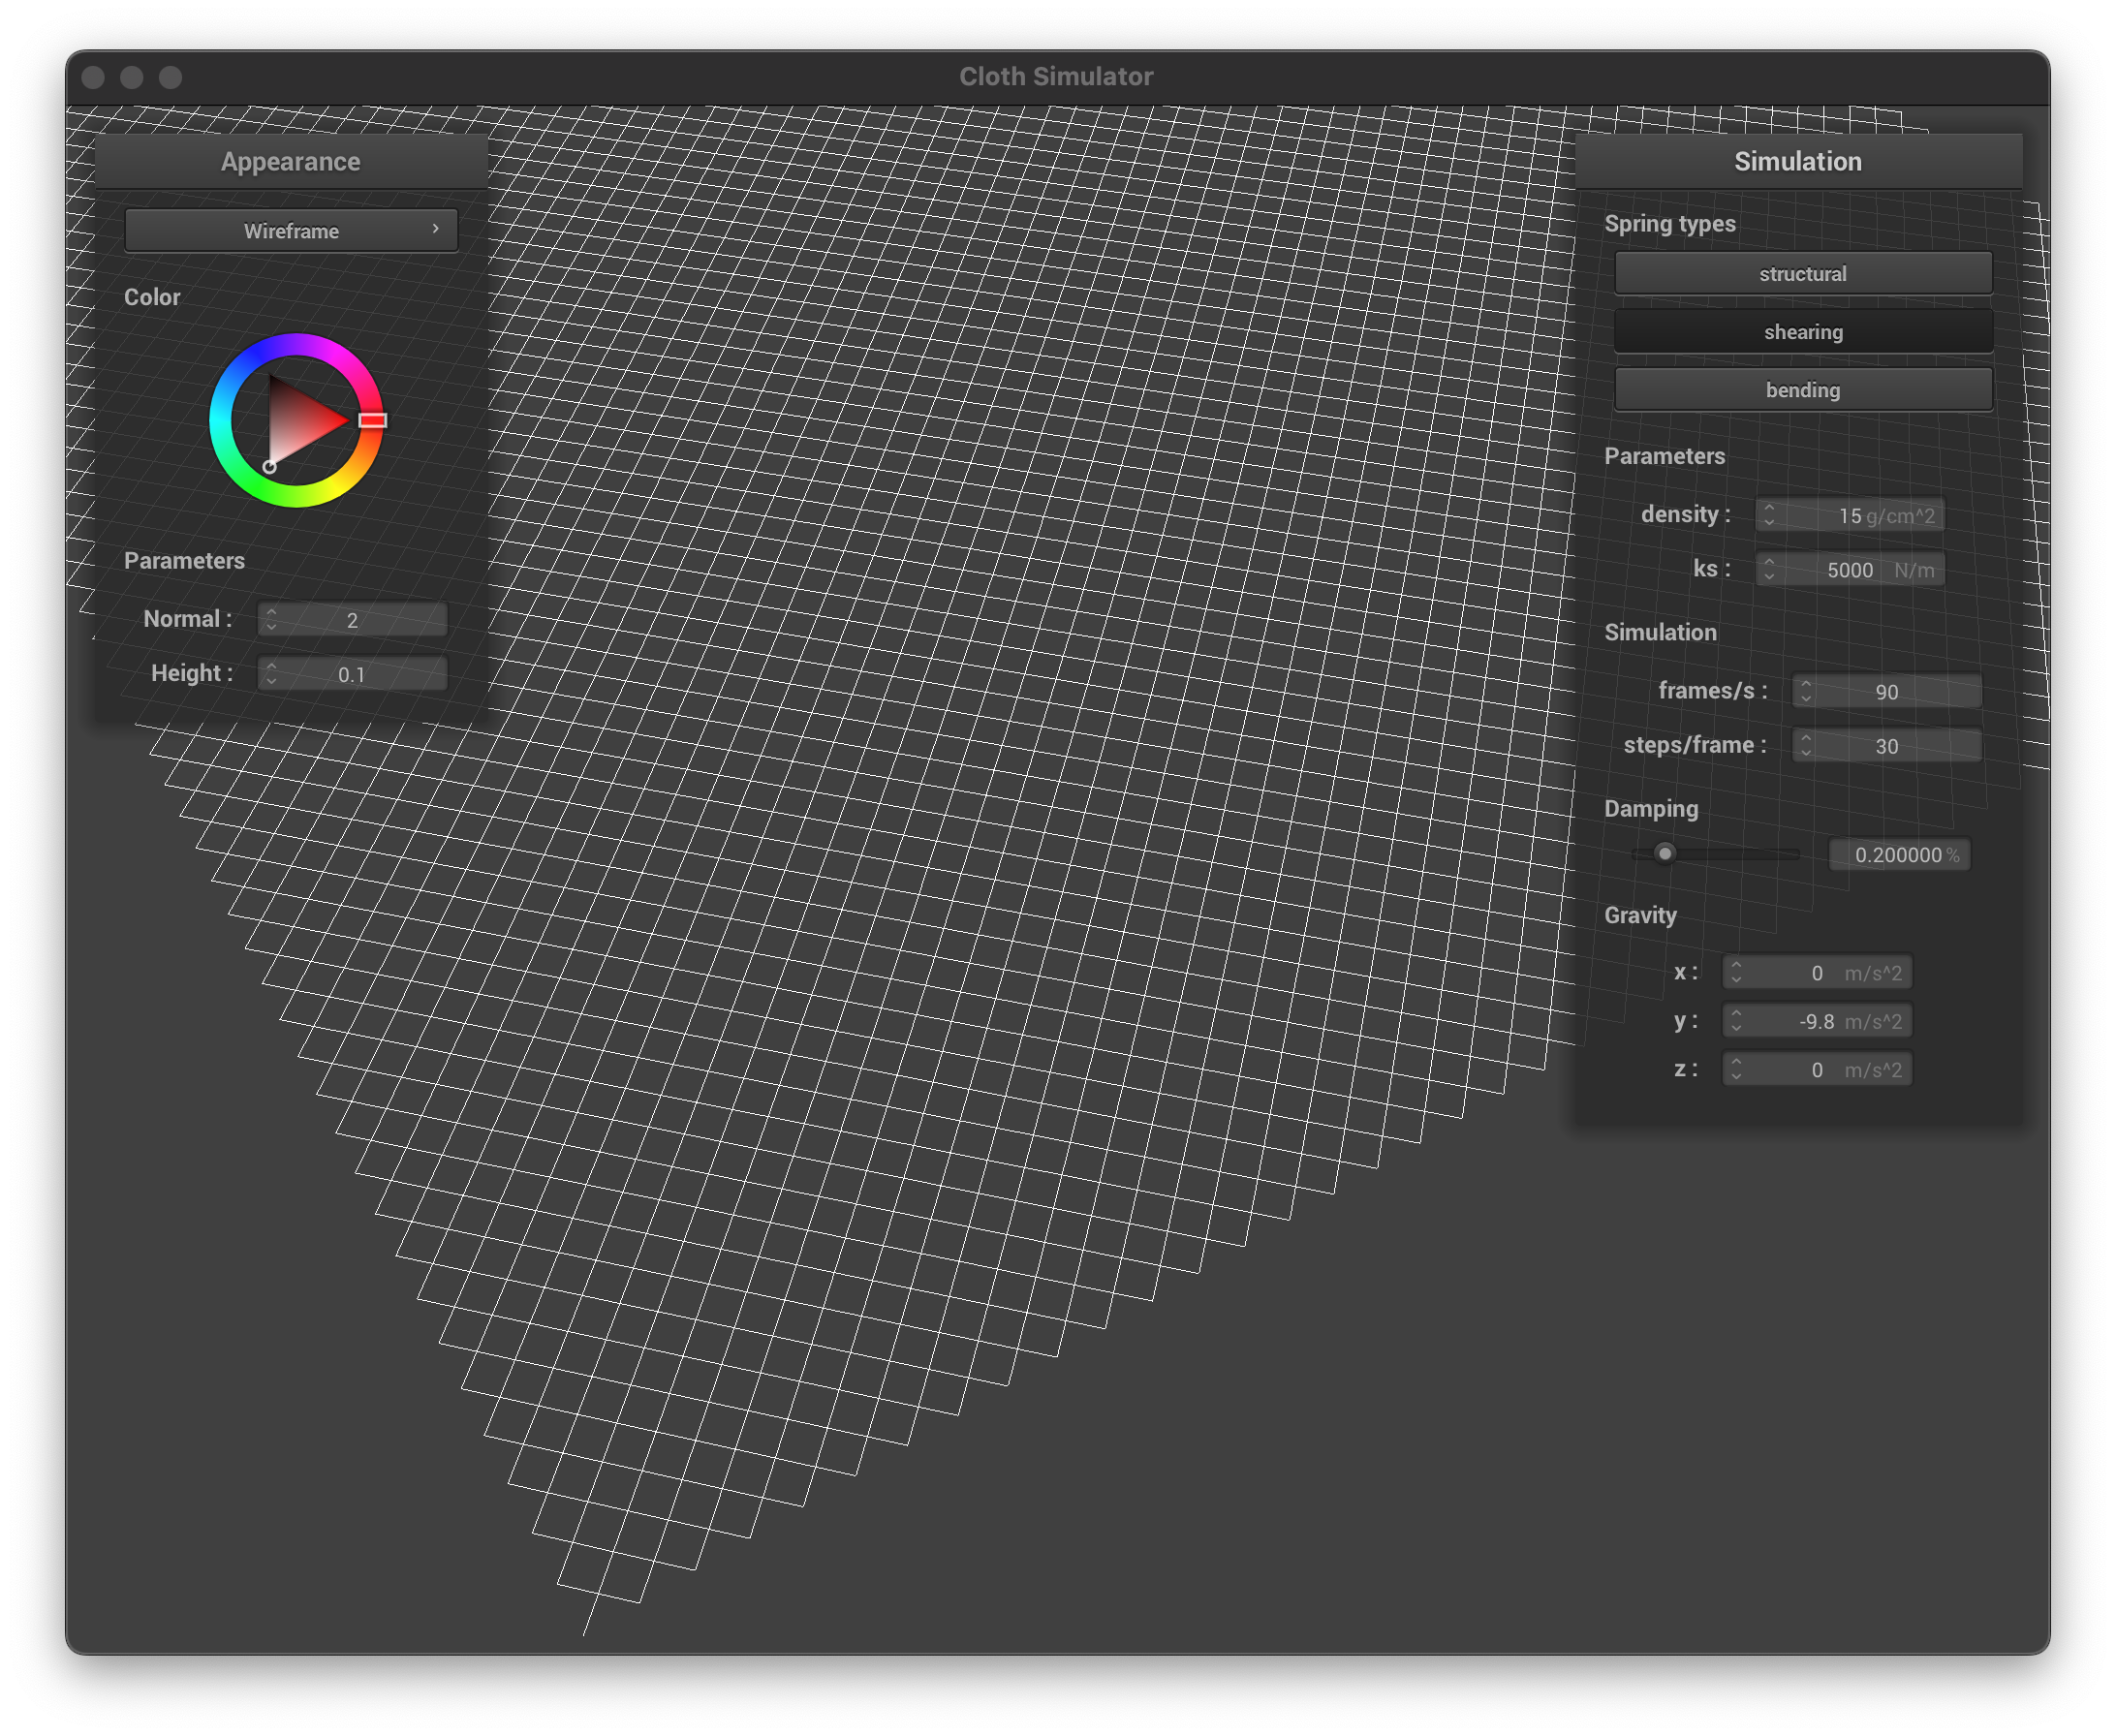 Cloth Simulator
Appearance
Wireframe
Color
Parameters
Normal : 2
Height : 0.1
Simulation
Spring types
structural
shearing
bending
Parameters
density : 15 g/cm^2
ks : 5000 N/m
Simulation
frames/s : 90
steps/frame : 30
Damping
0.200000 %
Gravity
x : 0 m/s^2
y : -9.8 m/s^2
z : 0 m/s^2